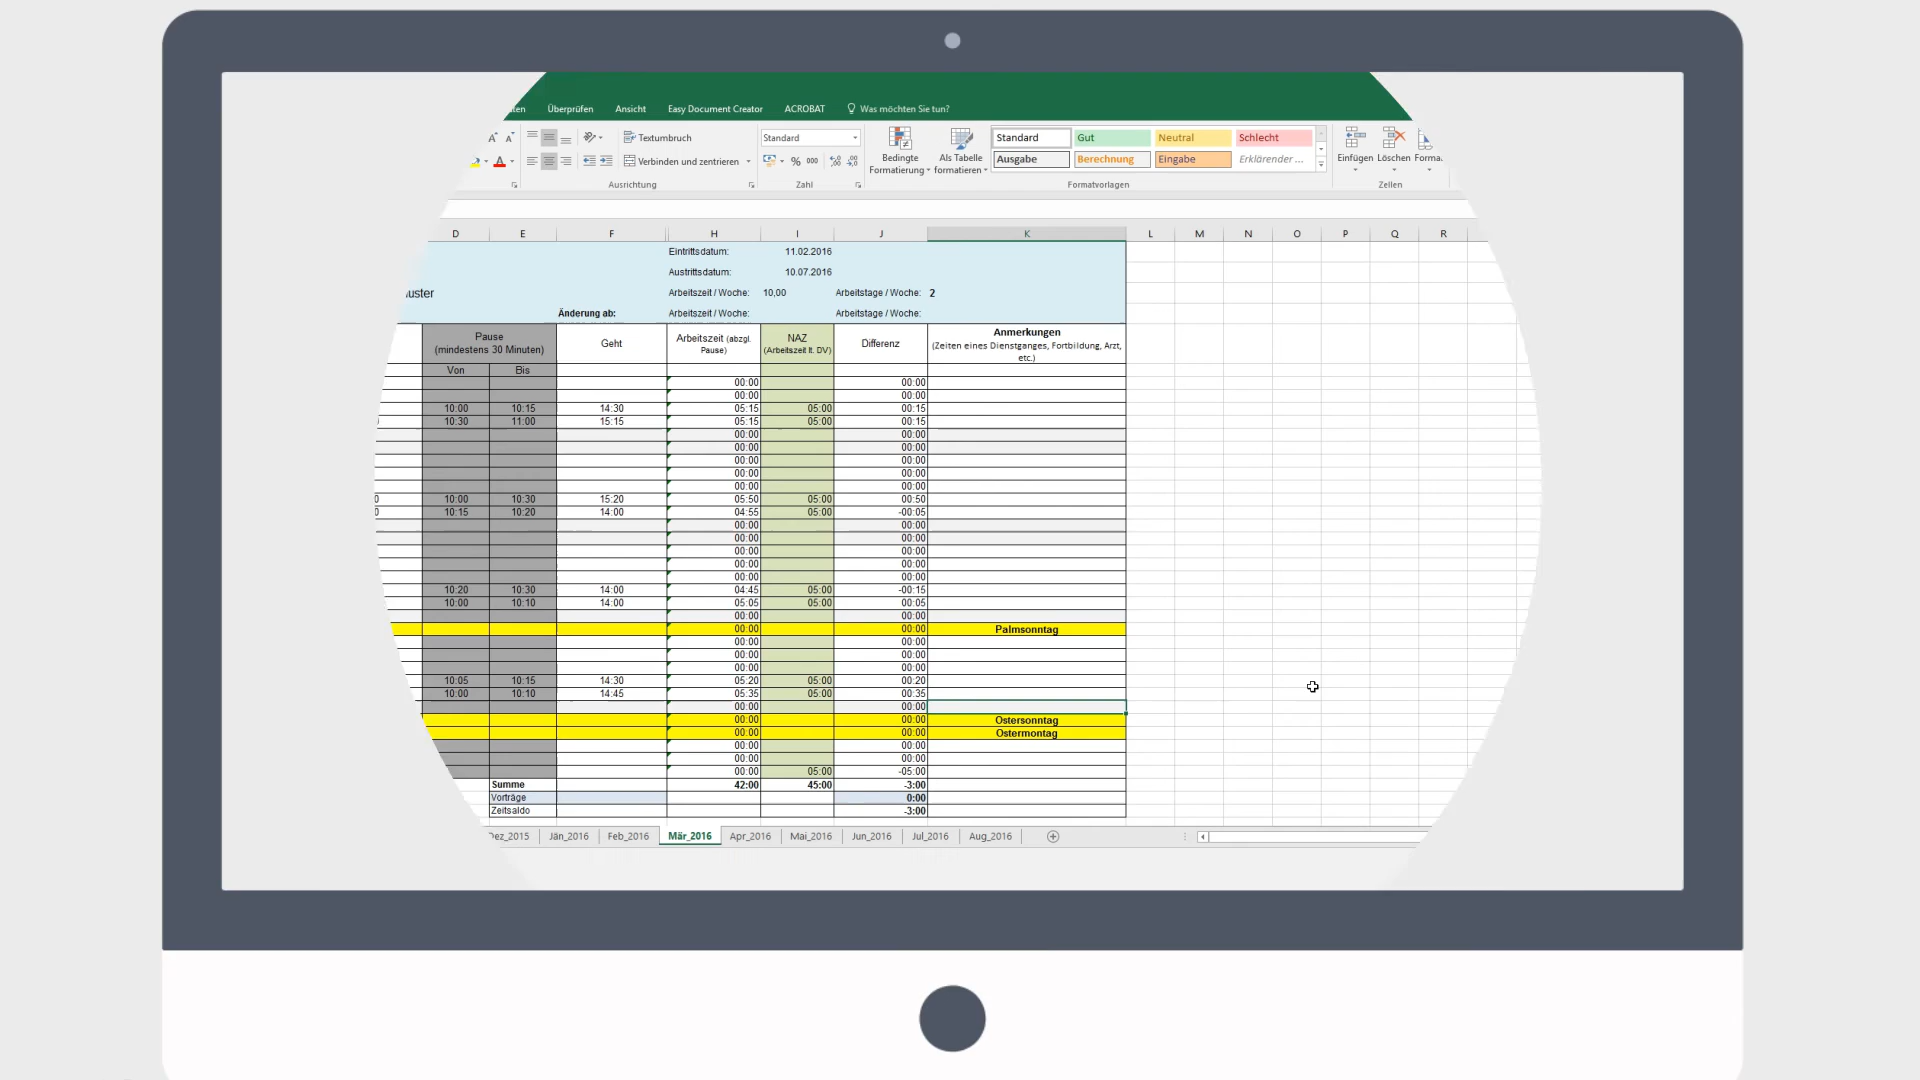 Überprüfen Ansicht Easy Document Creator ACROBAT Was möchten Sie tun?
Textumbruch Standard Standard Gut Neutral Schlecht
Verbinden und zentrieren % 000 Bedingte Formatierung Als Tabelle formatieren Ausgabe Berechnung Eingabe Erklärender ... Einfügen Löschen
Ausrichtung Zahl Formatvorlagen Zellen
D E F H I J K L M N O P Q R
Eintrittsdatum: 11.02.2016
Austrittsdatum: 10.07.2016
Arbeitszeit / Woche: 10,00 Arbeitstage / Woche: 2
Änderung ab: Arbeitszeit / Woche: Arbeitstage / Woche:
Pause (mindestens 30 Minuten) Geht Arbeitszeit (abzgl. Pause) NAZ (Arbeitszeit lt. DV) Differenz Anmerkungen (Zeiten eines Dienstganges, Fortbildung, Arzt, etc.)
Von Bis
00:00 00:00
00:00 00:00
10:00 10:15 14:30 05:15 05:00 00:15
10:30 11:00 15:15 05:15 05:00 00:15
00:00 00:00
00:00 00:00
00:00 00:00
00:00 00:00
00:00 00:00
10:00 10:30 15:20 05:50 05:00 00:50
10:15 10:20 14:00 04:55 05:00 -00:05
00:00 00:00
00:00 00:00
00:00 00:00
00:00 00:00
00:00 00:00
10:20 10:30 14:00 04:45 05:00 -00:15
10:00 10:10 14:00 05:05 05:00 00:05
00:00 00:00
00:00 00:00 Palmsonntag
00:00 00:00
00:00 00:00
00:00 00:00
10:05 10:15 14:30 05:20 05:00 00:20
10:00 10:10 14:45 05:35 05:00 00:35
00:00 00:00
00:00 00:00 Ostersonntag
00:00 00:00 Ostermontag
00:00 00:00
00:00 00:00
00:00 05:00 -05:00
Summe 42:00 45:00 -3:00
Vorträge 0:00
Zeitsaldo -3:00
Jän_2016 Feb_2016 Mär_2016 Apr_2016 Mai_2016 Jun_2016 Jul_2016 Aug_2016